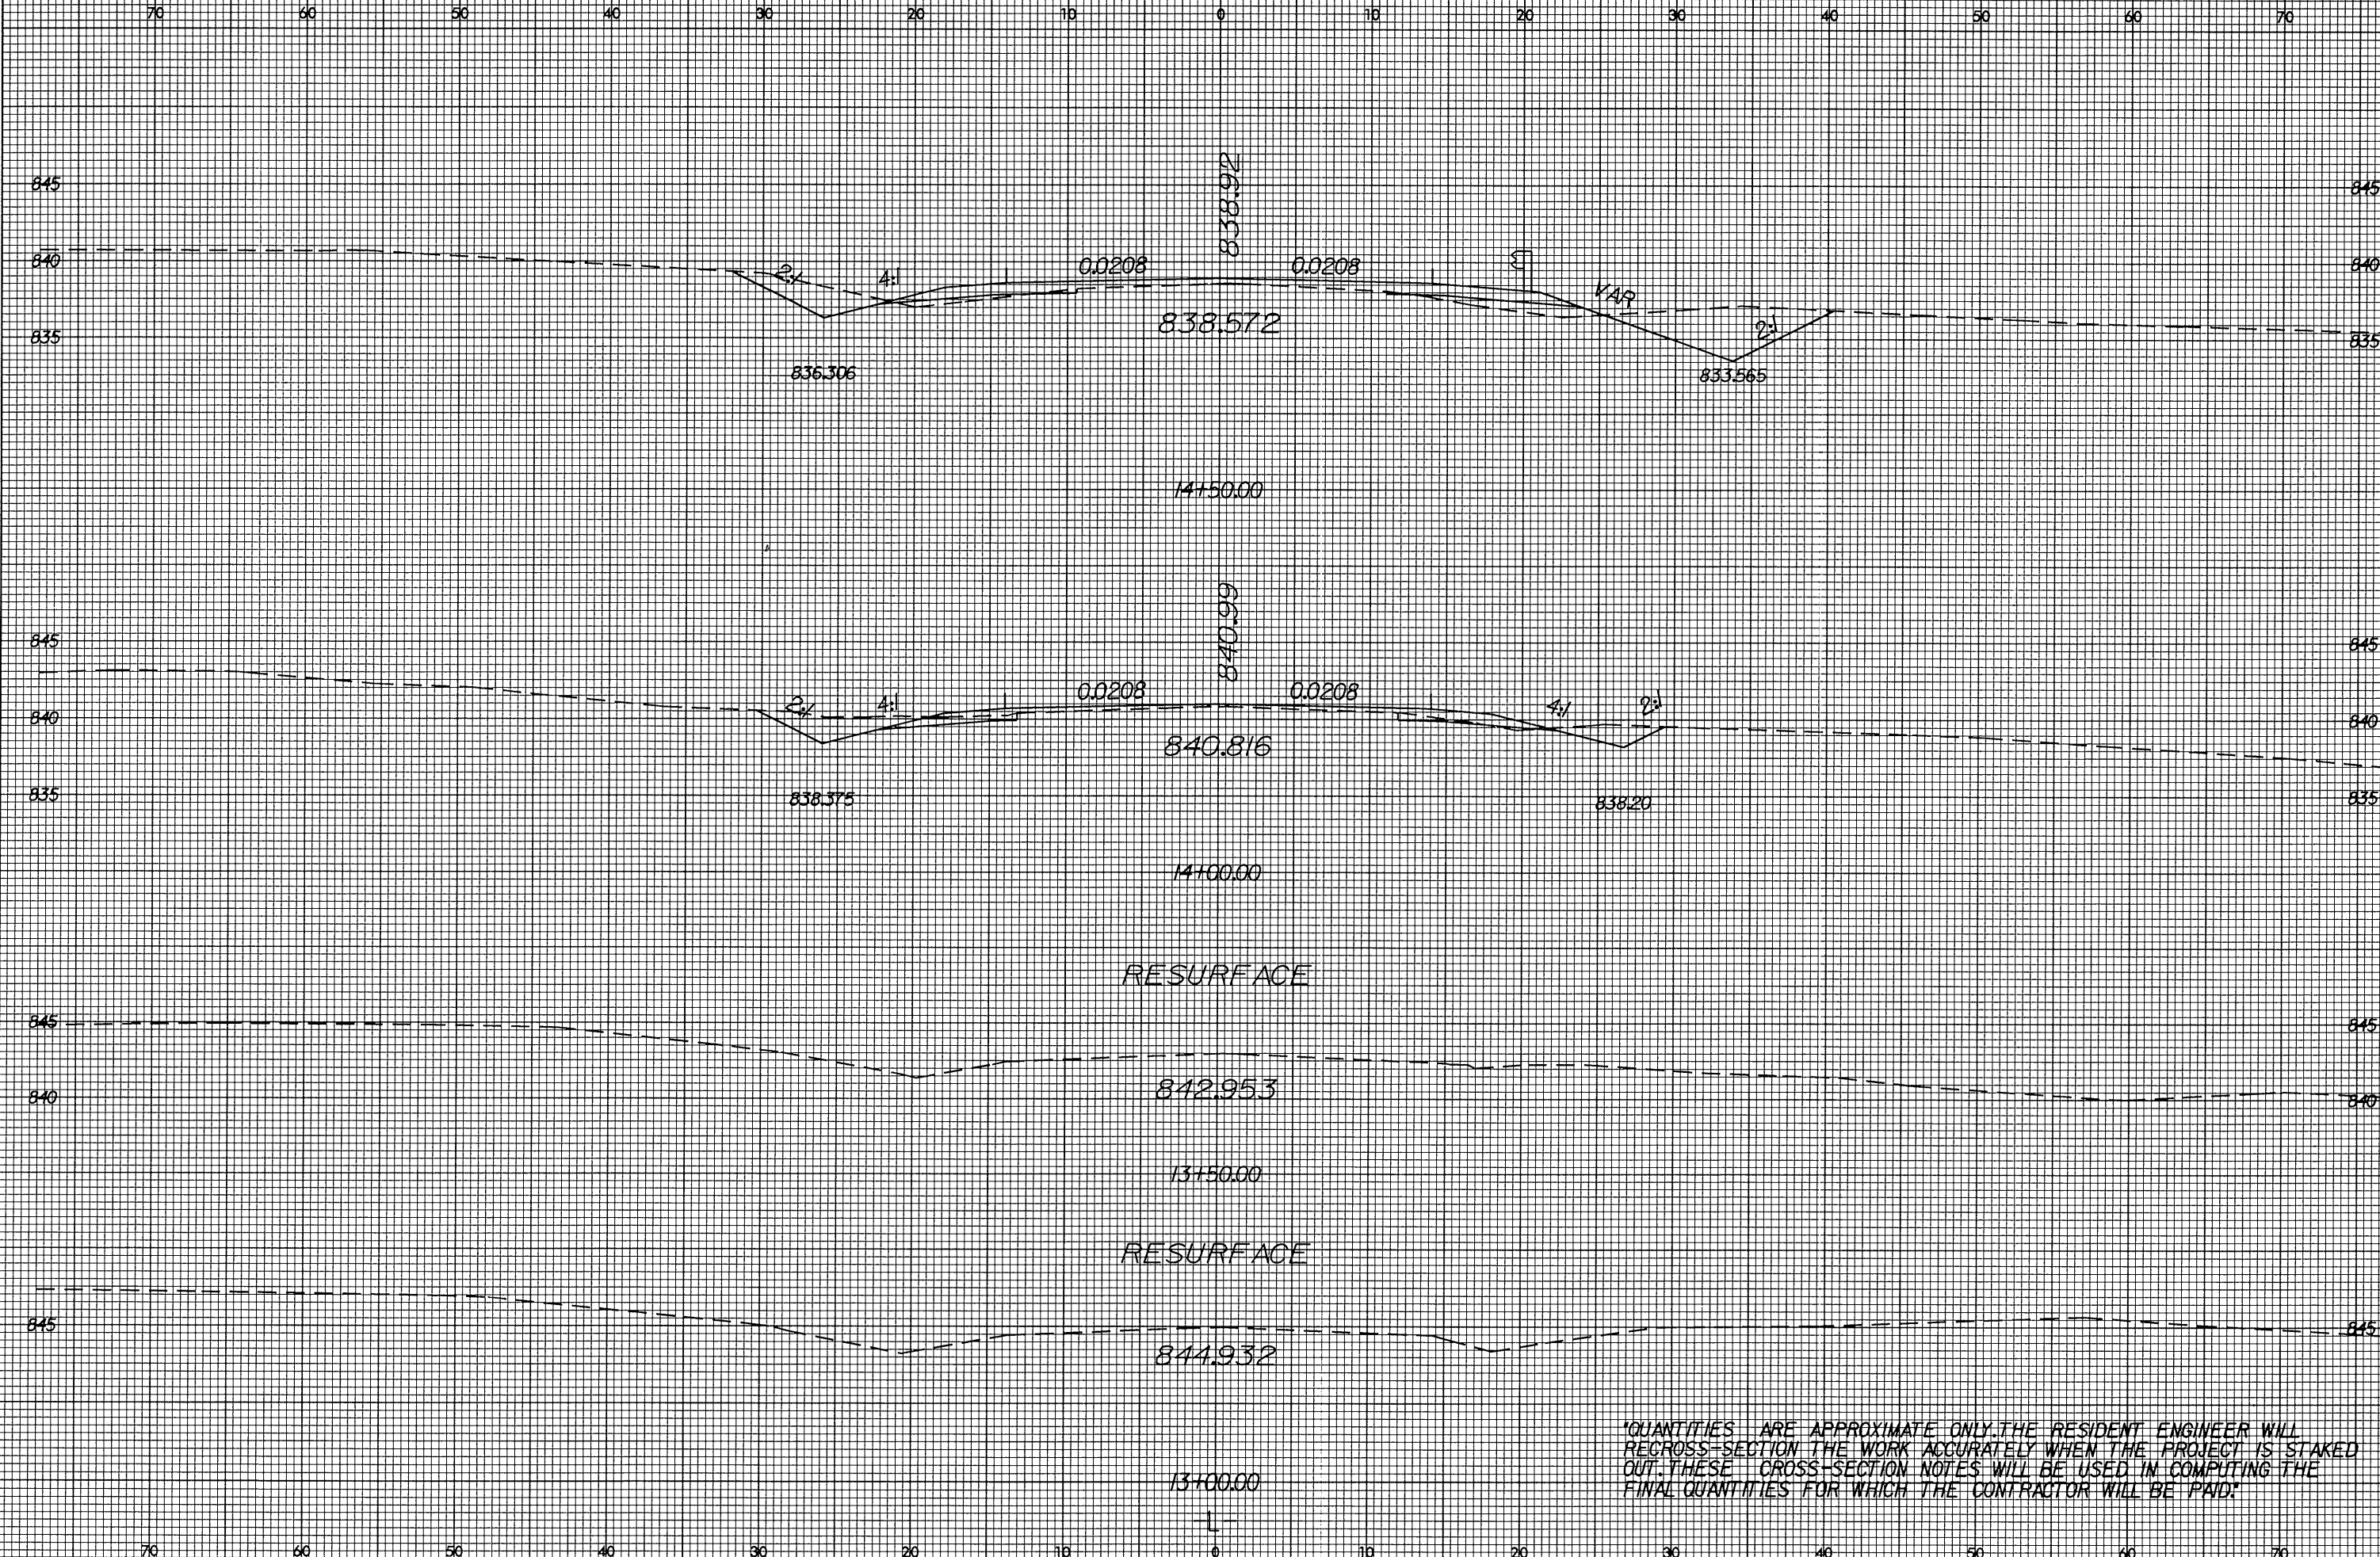 70 60 50 40 30 20 10 0 10 20 30 40 50 60 70
838.92
845 845
840 2:1 4:1 0.0208 0.0208 840
VAR
838.572
835 2:1 835
836.306 833.565
14+50.00
840.99
845 845
2:1 4:1 0.0208 0.0208 4:1 2:1
840 840
840.816
835 835
838.375 838.20
14+00.00
RESURFACE
845 845
842.953
840 840
13+50.00
RESURFACE
845 845
844.932
"QUANTITIES ARE APPROXIMATE ONLY. THE RESIDENT ENGINEER WILL
RECROSS-SECTION THE WORK ACCURATELY WHEN THE PROJECT IS STAKED
OUT. THESE CROSS-SECTION NOTES WILL BE USED IN COMPUTING THE
FINAL QUANTITIES FOR WHICH THE CONTRACTOR WILL BE PAID."
13+00.00
-L-
70 60 50 40 30 20 10 0 10 20 30 40 50 60 70